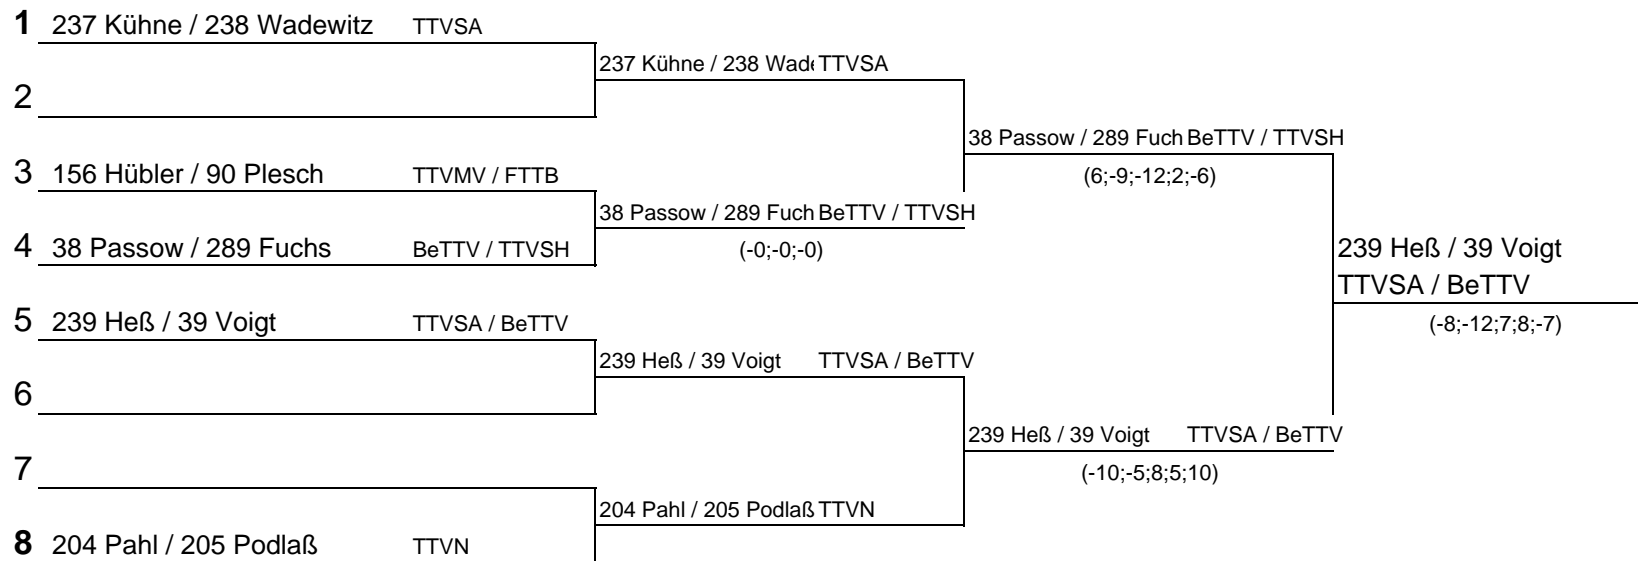 1 237 Kühne / 238 Wadewitz TTVSA
237 Kühne / 238 Wade TTVSA
2
38 Passow / 289 Fuch BeTTV / TTVSH
3 156 Hübler / 90 Plesch TTVMV / FTTB
(6;-9;-12;2;-6)
38 Passow / 289 Fuch BeTTV / TTVSH
4 38 Passow / 289 Fuchs BeTTV / TTVSH
(-0;-0;-0)
239 Heß / 39 Voigt
TTVSA / BeTTV
5 239 Heß / 39 Voigt TTVSA / BeTTV
(-8;-12;7;8;-7)
239 Heß / 39 Voigt TTVSA / BeTTV
6
239 Heß / 39 Voigt TTVSA / BeTTV
7
(-10;-5;8;5;10)
204 Pahl / 205 Podlaß TTVN
8 204 Pahl / 205 Podlaß TTVN